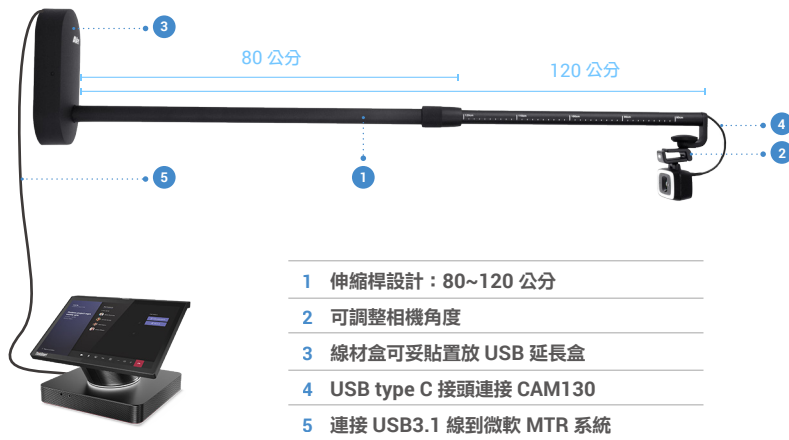 3
80 公分
120 公分
4
2
5
1
1 伸縮桿設計：80~120 公分
2 可調整相機角度
3 線材盒可妥貼置放 USB 延長盒
4 USB type C 接頭連接 CAM130
5 連接 USB3.1 線到微軟 MTR 系統